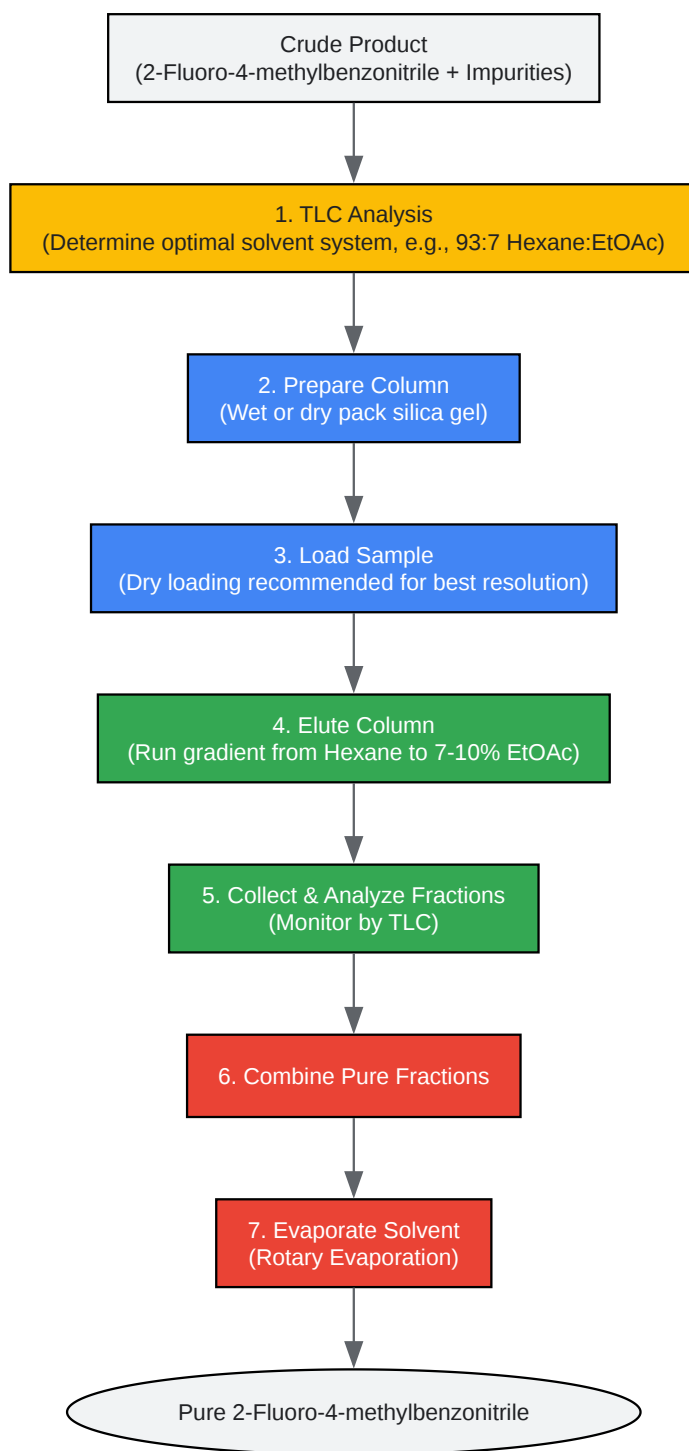 Crude Product
(2-Fluoro-4-methylbenzonitrile + Impurities)
1. TLC Analysis
(Determine optimal solvent system, e.g., 93:7 Hexane:EtOAc)
2. Prepare Column
(Wet or dry pack silica gel)
3. Load Sample
(Dry loading recommended for best resolution)
4. Elute Column
(Run gradient from Hexane to 7-10% EtOAc)
5. Collect & Analyze Fractions
(Monitor by TLC)
6. Combine Pure Fractions
7. Evaporate Solvent
(Rotary Evaporation)
Pure 2-Fluoro-4-methylbenzonitrile